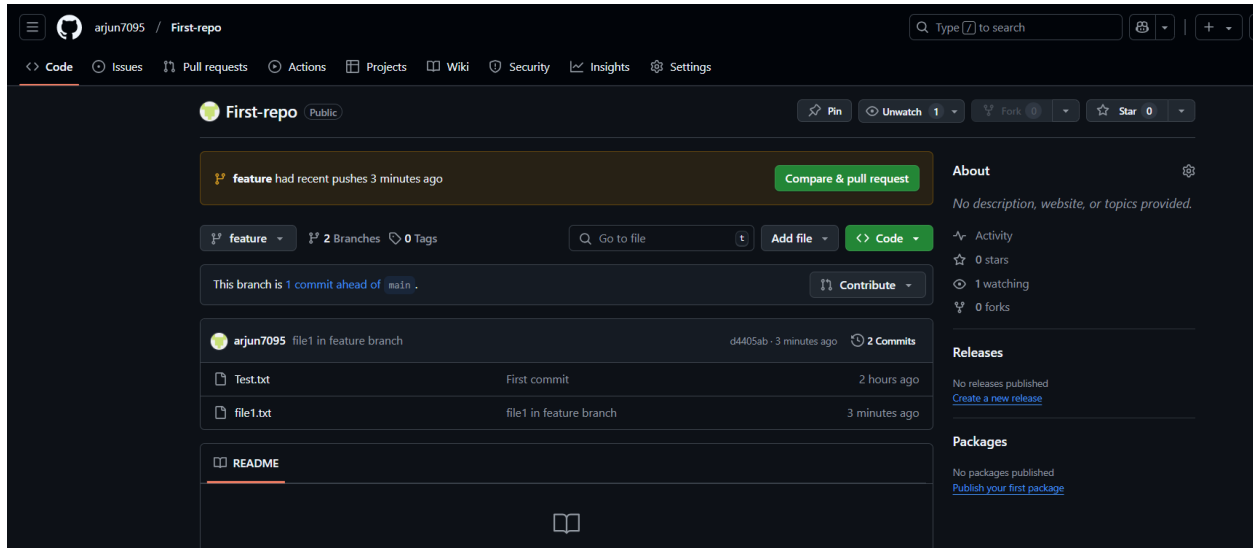 arjun7095 / First-repo
Type / to search
Code Issues Pull requests Actions Projects Wiki Security Insights Settings
First-repo Public
Pin Unwatch 1 Fork 0 Star 0
feature had recent pushes 3 minutes ago
Compare & pull request
feature 2 Branches 0 Tags
Go to file t Add file <> Code
This branch is 1 commit ahead of main .
Contribute
arjun7095 file1 in feature branch d4405ab · 3 minutes ago 2 Commits
Test.txt First commit 2 hours ago
file1.txt file1 in feature branch 3 minutes ago
README
About
No description, website, or topics provided.
Activity
0 stars
1 watching
0 forks
Releases
No releases published
Create a new release
Packages
No packages published
Publish your first package